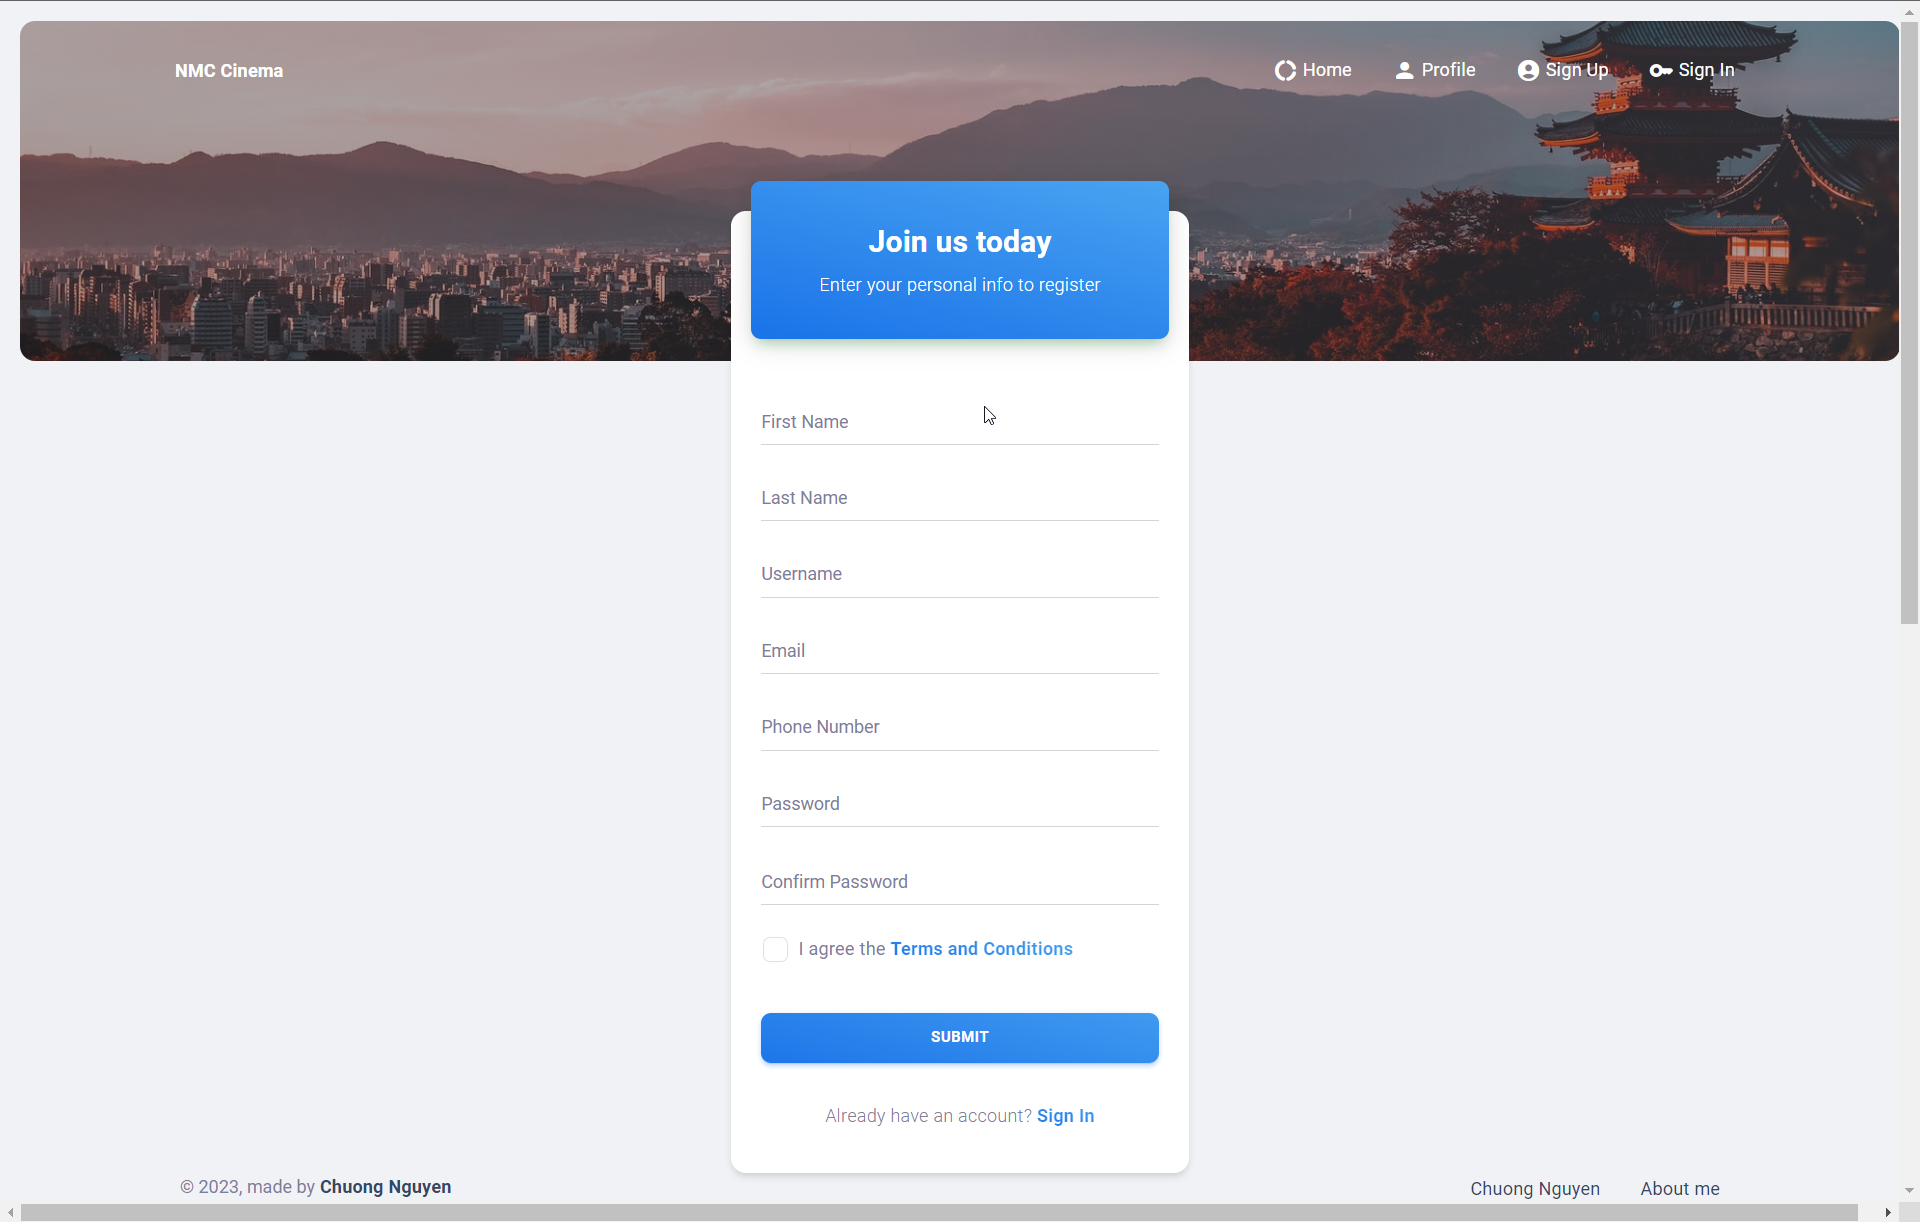 NMC Cinema
Home
Profile
Sign Up
Sign In
Join us today
Enter your personal info to register
First Name
Last Name
Username
Email
Phone Number
Password
Confirm Password
I agree the Terms and Conditions
SUBMIT
Already have an account? Sign In
© 2023, made by Chuong Nguyen
Chuong Nguyen
About me